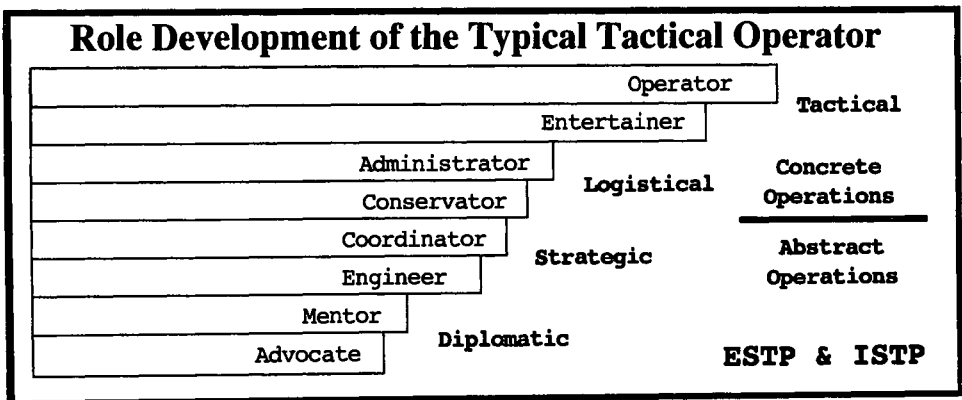 Role Development of the Typical Tactical Operator
Operator
Tactical
Entertainer
Administrator
Concrete
Operations
Logistical
Conservator
Coordinator
Strategic
Abstract
Operations
Engineer
Mentor
Diplomatic
Advocate
ESTP & ISTP